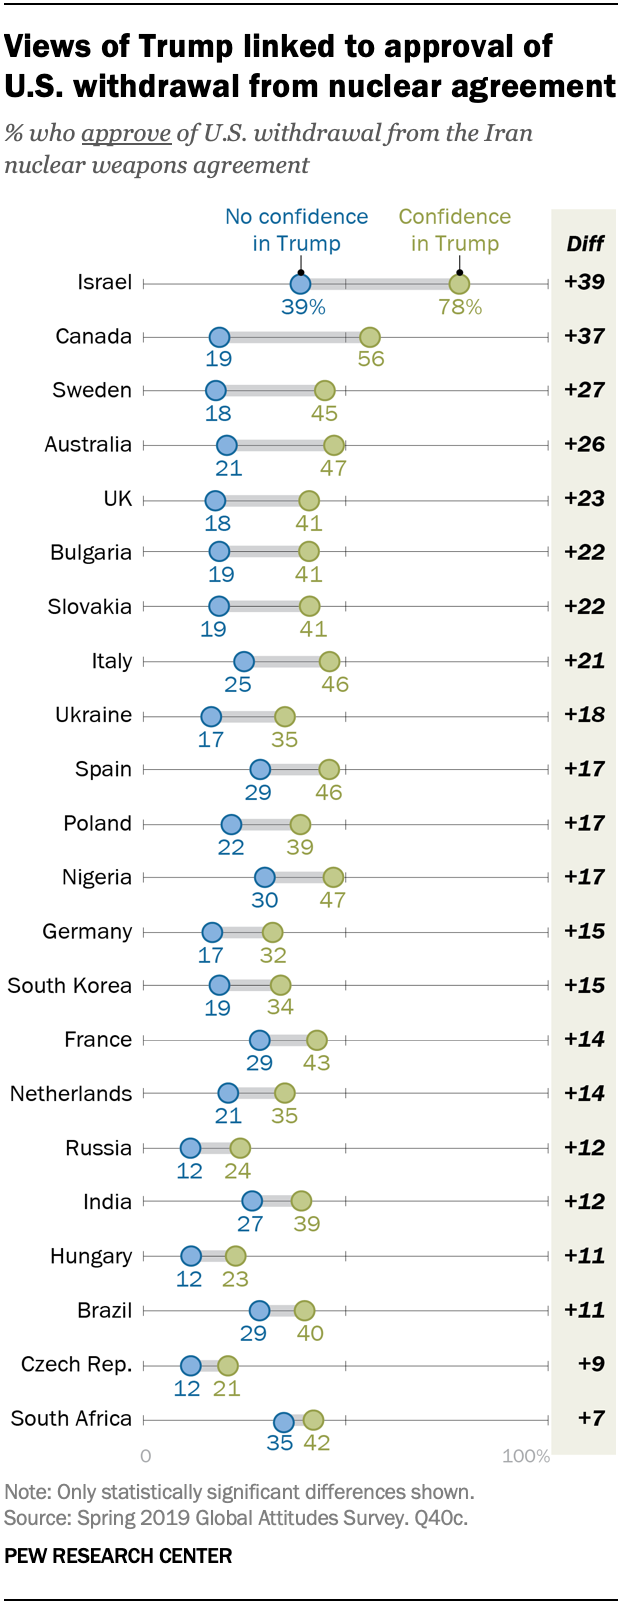 Views of Trump linked to approval of
U.S. withdrawal from nuclear agreement
% who approve of U.S. withdrawal from the Iran
nuclear weapons agreement
No confidence in Trump
Confidence in Trump
Diff
Israel 39% 78% +39
Canada 19 56 +37
Sweden 18 45 +27
Australia 21 47 +26
UK 18 41 +23
Bulgaria 19 41 +22
Slovakia 19 41 +22
Italy 25 46 +21
Ukraine 17 35 +18
Spain 29 46 +17
Poland 22 39 +17
Nigeria 30 47 +17
Germany 17 32 +15
South Korea 19 34 +15
France 29 43 +14
Netherlands 21 35 +14
Russia 12 24 +12
India 27 39 +12
Hungary 12 23 +11
Brazil 29 40 +11
Czech Rep. 12 21 +9
South Africa 35 42 +7
0 100%
Note: Only statistically significant differences shown.
Source: Spring 2019 Global Attitudes Survey. Q40c.
PEW RESEARCH CENTER